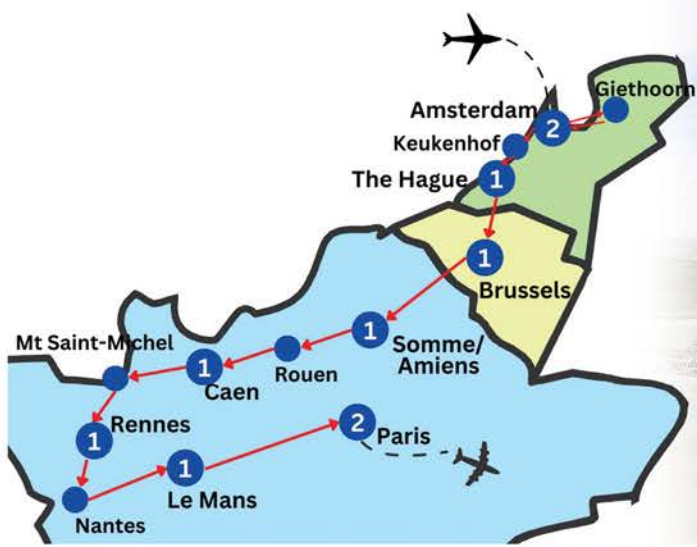 Giethoorn
Amsterdam
2
Keukenhof
The Hague
1
1
Brussels
1
Somme/
Amiens
Mt Saint-Michel
1
Caen
Rouen
Rennes
1
2
Paris
1
Le Mans
Nantes